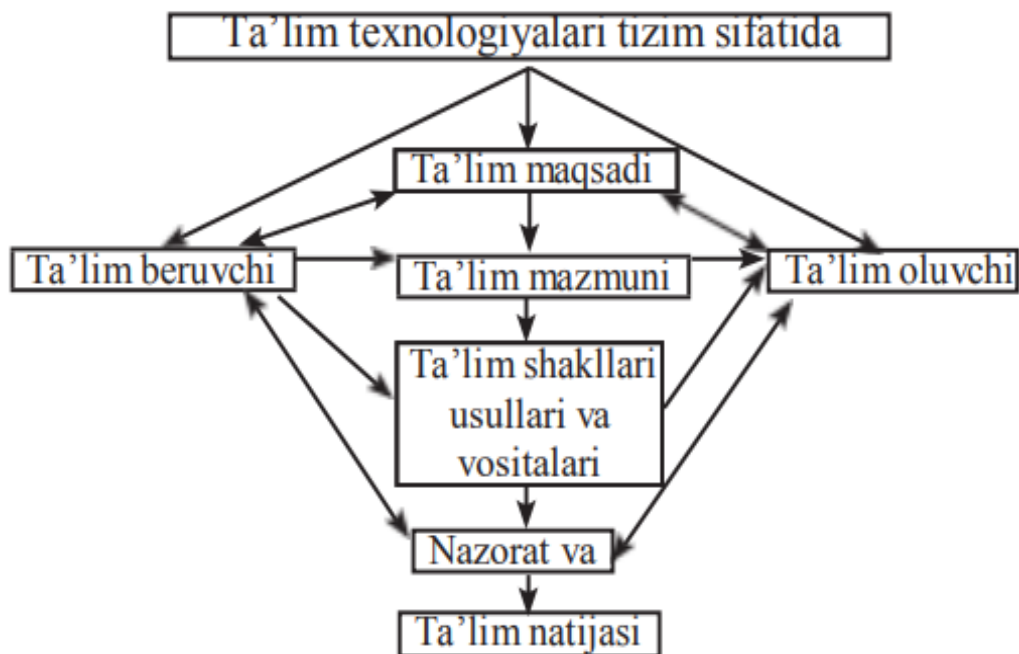 Ta’lim texnologiyalari tizim sifatida
Ta’lim maqsadi
Ta’lim beruvchi
Ta’lim mazmuni
Ta’lim oluvchi
Ta’lim shakllari
usullari va
vositalari
Nazorat va
Ta’lim natijasi